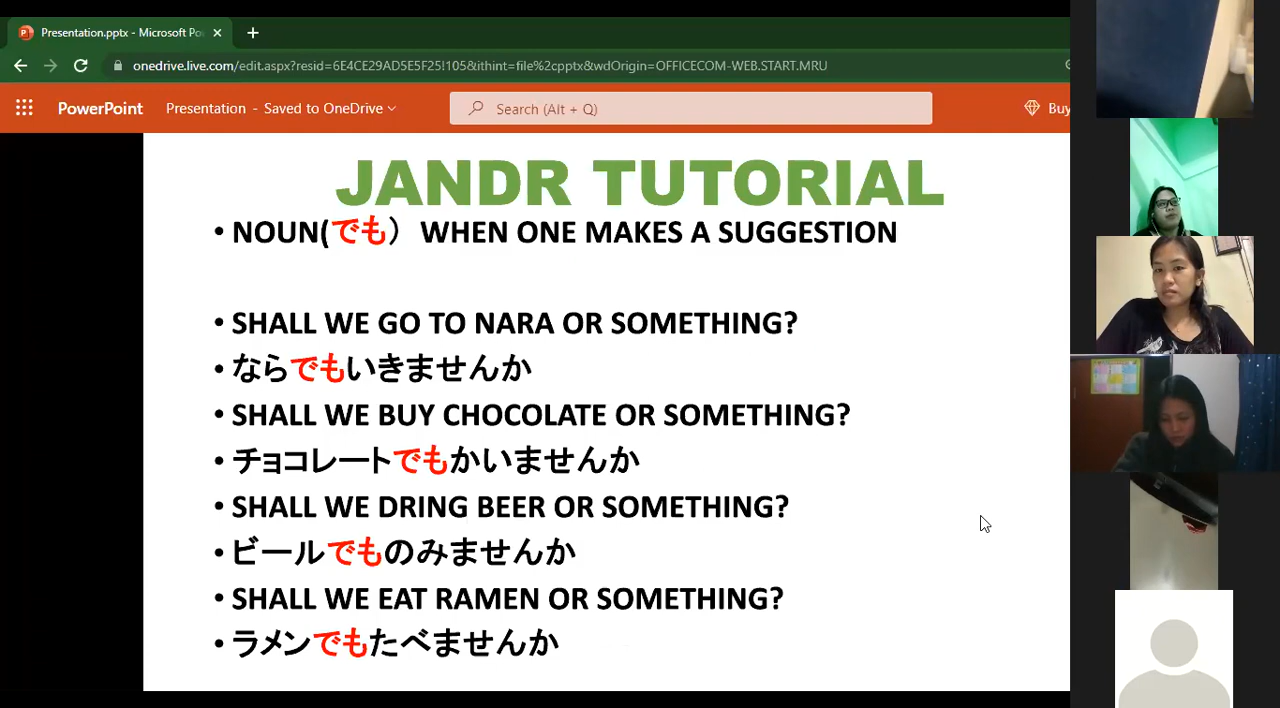 Presentation.pptx - Microsoft Po
onedrive.live.com/edit.aspx?resid=6E4CE29AD5E5F25!105&ithint=file%2cpptx&wdOrigin=OFFICECOM-WEB.START.MRU
PowerPoint Presentation - Saved to OneDrive Search (Alt + Q) Buy
JANDR TUTORIAL
• NOUN(でも） WHEN ONE MAKES A SUGGESTION
• SHALL WE GO TO NARA OR SOMETHING?
• ならでもいきませんか
• SHALL WE BUY CHOCOLATE OR SOMETHING?
• チョコレートでもかいませんか
• SHALL WE DRING BEER OR SOMETHING?
• ビールでものみませんか
• SHALL WE EAT RAMEN OR SOMETHING?
• ラメンでもたべませんか